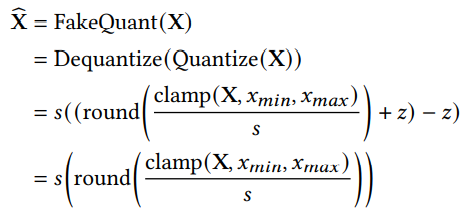 X̂ = FakeQuant(X)
= Dequantize(Quantize(X))
= s((round(clamp(X, x_min, x_max) / s) + z) − z)
= s(round(clamp(X, x_min, x_max) / s))